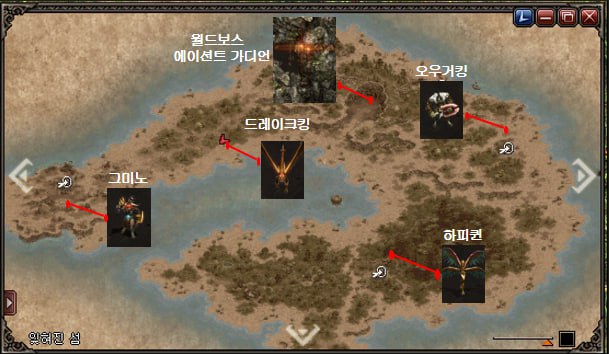 월드보스
에이션트 가디언
오우거킹
드레이크킹
그미노
하피퀸
잊혀진 섬